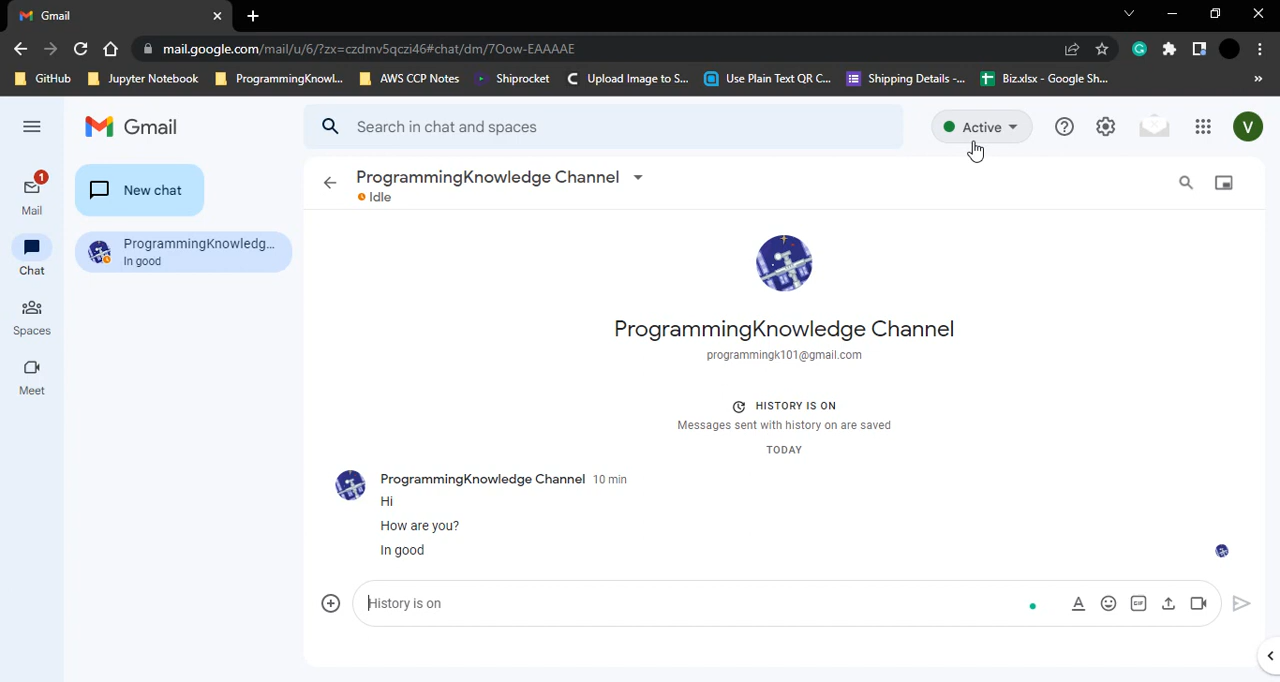 Gmail
mail.google.com/mail/u/6/?zx=czdmv5qczi46#chat/dm/7Oow-EAAAAE
GitHub
Jupyter Notebook
ProgrammingKnowl...
AWS CCP Notes
Shiprocket
Upload Image to S...
Use Plain Text QR C...
Shipping Details -...
Biz.xlsx - Google Sh...
»
Gmail
Search in chat and spaces
Active
V
1
Mail
Chat
Spaces
Meet
New chat
ProgrammingKnowledg...
In good
ProgrammingKnowledge Channel
Idle
ProgrammingKnowledge Channel
programmingk101@gmail.com
HISTORY IS ON
Messages sent with history on are saved
TODAY
ProgrammingKnowledge Channel 10 min
Hi
How are you?
In good
History is on
GIF